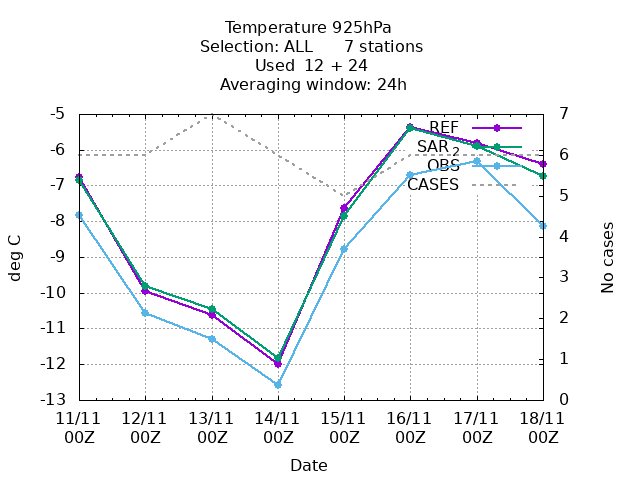 Temperature 925hPa
Selection: ALL 7 stations
Used 12 + 24
Averaging window: 24h
-5
-6
-7
-8
-9
-10
-11
-12
-13
deg C
7
6
5
4
3
2
1
0
No cases
REF
SAR 2
OBS
CASES
11/11 12/11 13/11 14/11 15/11 16/11 17/11 18/11
00Z 00Z 00Z 00Z 00Z 00Z 00Z 00Z
Date